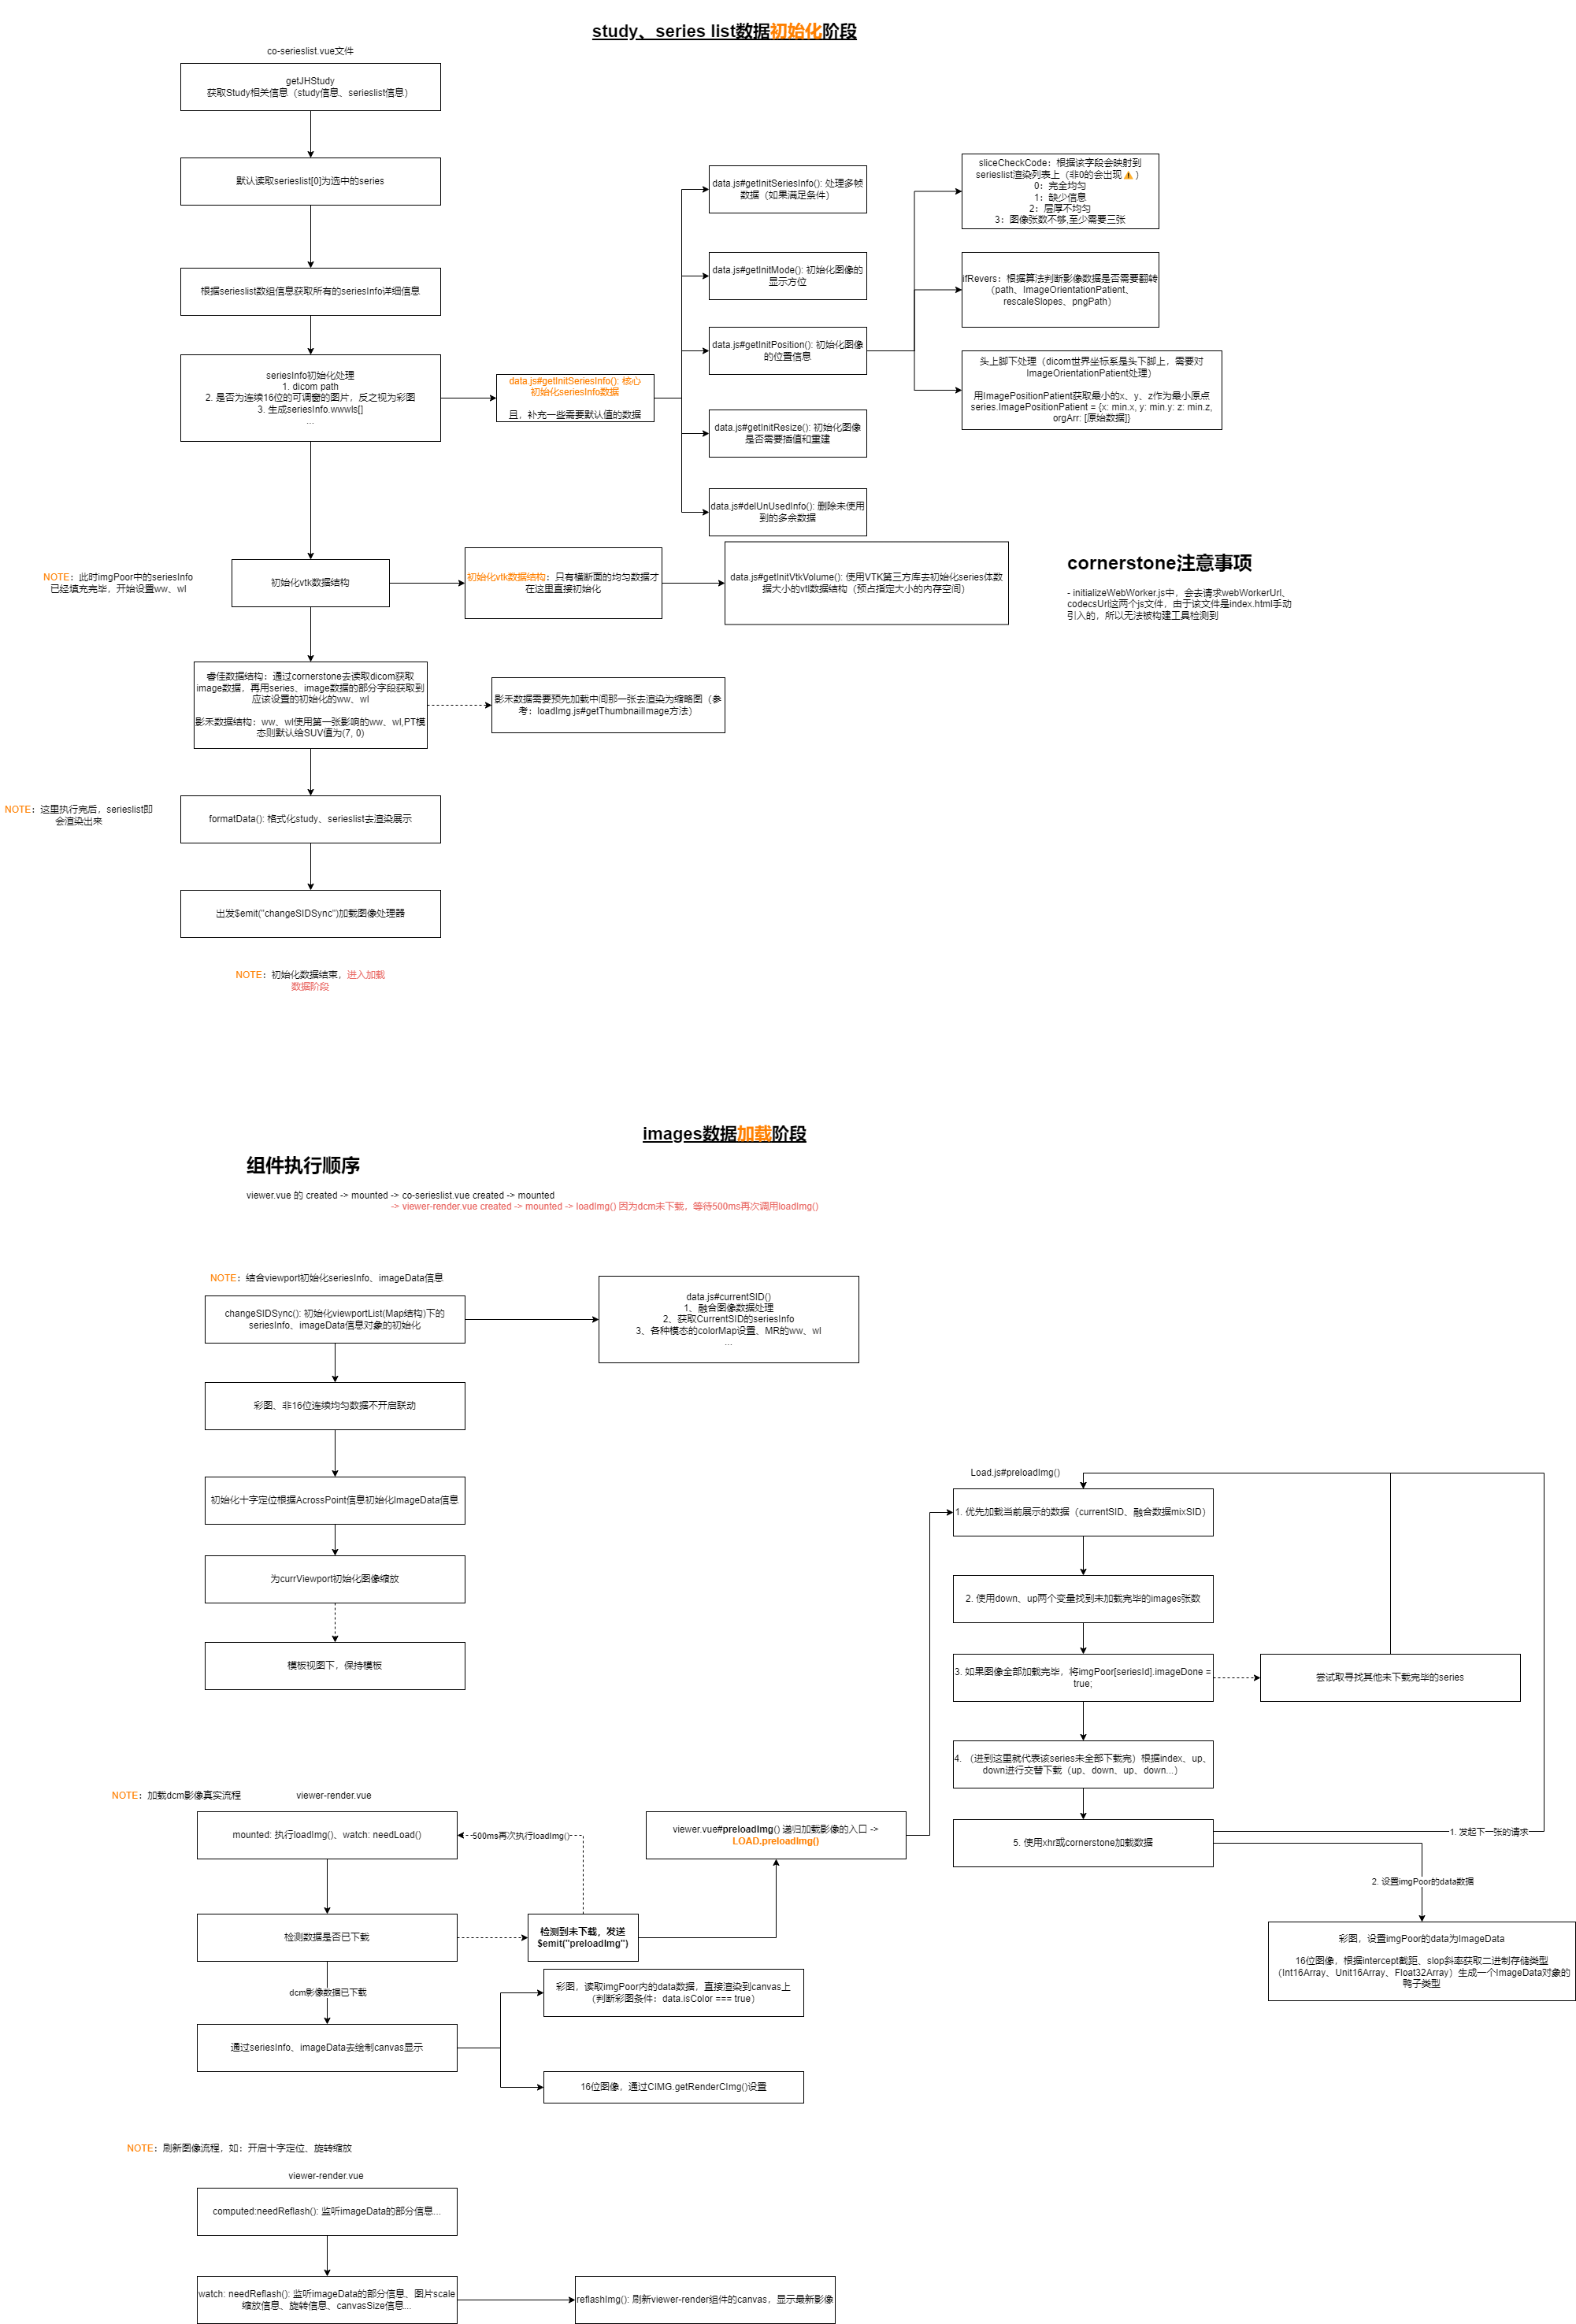 study、series list数据初始化阶段
co-serieslist.vue文件
getJHStudy
获取Study相关信息（study信息、serieslist信息）
默认读取serieslist[0]为选中的series
根据serieslist数组信息获取所有的seriesInfo详细信息
seriesInfo初始化处理
1. dicom path
2. 是否为连续16位的可调窗的图片，反之视为彩图
3. 生成seriesInfo.wwwls[]
...
data.js#getInitSeriesInfo(): 核心
初始化seriesInfo数据
且，补充一些需要默认值的数据
data.js#getInitSeriesInfo(): 处理多帧
数据（如果满足条件）
data.js#getInitMode(): 初始化图像的
显示方位
data.js#getInitPosition(): 初始化图像
的位置信息
data.js#getInitResize(): 初始化图像
是否需要插值和重建
data.js#delUnUsedInfo(): 删除未使用
到的多余数据
sliceCheckCode：根据该字段会映射到
serieslist渲染列表上（非0的会出现⚠️）
0：完全均匀
1：缺少信息
2：层厚不均匀
3：图像张数不够,至少需要三张
ifRevers：根据算法判断影像数据是否需要翻转
（path、ImageOrientationPatient、
rescaleSlopes、pngPath）
头上脚下处理（dicom世界坐标系是头下脚上，需要对
ImageOrientationPatient处理）
用ImagePositionPatient获取最小的x、y、z作为最小原点
series.ImagePositionPatient = {x: min.x, y: min.y: z: min.z,
orgArr: [原始数据]}
NOTE：此时imgPoor中的seriesInfo
已经填充完毕，开始设置ww、wl
初始化vtk数据结构
初始化vtk数据结构：只有横断面的均匀数据才
在这里直接初始化
data.js#getInitVtkVolume(): 使用VTK第三方库去初始化series体数
据大小的vtl数据结构（预占指定大小的内存空间）
cornerstone注意事项
- initializeWebWorker.js中，会去请求webWorkerUrl、
codecsUrl这两个js文件，由于该文件是index.html手动
引入的，所以无法被构建工具检测到
睿佳数据结构：通过cornerstone去读取dicom获取
image数据，再用series、image数据的部分字段获取到
应该设置的初始化的ww、wl
影禾数据结构：ww、wl使用第一张影响的ww、wl,PT模
态则默认给SUV值为(7, 0)
影禾数据需要预先加载中间那一张去渲染为缩略图（参
考：loadImg.js#getThumbnailImage方法）
NOTE：这里执行完后，serieslist即
会渲染出来
formatData(): 格式化study、serieslist去渲染展示
出发$emit("changeSIDSync")加载图像处理器
NOTE：初始化数据结束，进入加载
数据阶段
images数据加载阶段
组件执行顺序
viewer.vue 的 created -> mounted -> co-serieslist.vue created -> mounted
-> viewer-render.vue created -> mounted -> loadImg() 因为dcm未下载，等待500ms再次调用loadImg()
NOTE：结合viewport初始化seriesInfo、imageData信息
changeSIDSync(): 初始化viewportList(Map结构)下的
seriesInfo、imageData信息对象的初始化
data.js#currentSID()
1、融合图像数据处理
2、获取CurrentSID的seriesInfo
3、各种模态的colorMap设置、MR的ww、wl
...
彩图、非16位连续均匀数据不开启联动
初始化十字定位根据AcrossPoint信息初始化ImageData信息
为currViewport初始化图像缩放
模板视图下，保持模板
Load.js#preloadImg()
1. 优先加载当前展示的数据（currentSID、融合数据mixSID）
2. 使用down、up两个变量找到未加载完毕的images张数
3. 如果图像全部加载完毕，将imgPoor[seriesId].imageDone =
true;
尝试取寻找其他未下载完毕的series
4. （进到这里就代表该series未全部下载完）根据index、up、
down进行交替下载（up、down、up、down...）
5. 使用xhr或cornerstone加载数据
1. 发起下一张的请求
2. 设置imgPoor的data数据
彩图，设置imgPoor的data为ImageData
16位图像，根据intercept截距、slop斜率获取二进制存储类型
（Int16Array、Unit16Array、Float32Array）生成一个ImageData对象的
鸭子类型
NOTE：加载dcm影像真实流程
viewer-render.vue
mounted: 执行loadImg()、watch: needLoad()
500ms再次执行loadImg()
viewer.vue#preloadImg() 递归加载影像的入口 ->
LOAD.preloadImg()
检测数据是否已下载
检测到未下载，发送
$emit("preloadImg")
dcm影像数据已下载
通过seriesInfo、imageData去绘制canvas显示
彩图，读取imgPoor内的data数据，直接渲染到canvas上
（判断彩图条件：data.isColor === true）
16位图像，通过CIMG.getRenderCImg()设置
NOTE：刷新图像流程，如：开启十字定位、旋转缩放
viewer-render.vue
computed:needReflash(): 监听imageData的部分信息...
watch: needReflash(): 监听imageData的部分信息、图片scale
缩放信息、旋转信息、canvasSize信息...
reflashImg(): 刷新viewer-render组件的canvas，显示最新影像